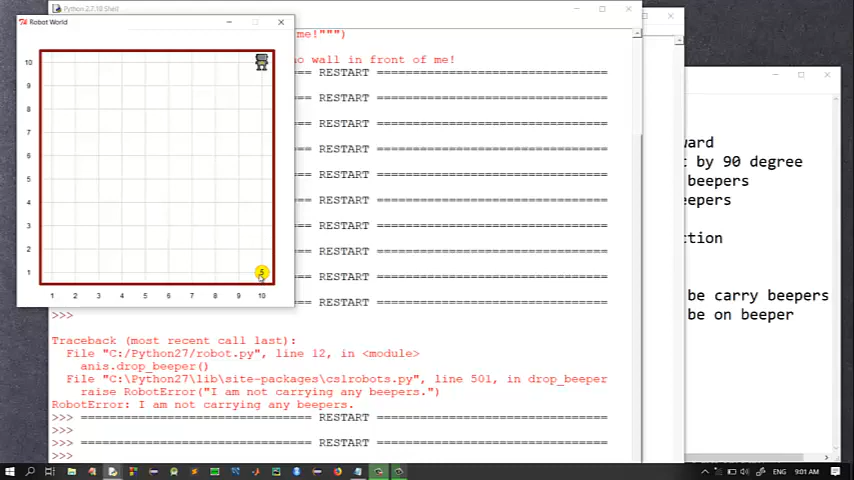 Robot World
Python 2.7.18 Shell
me!""")
no wall in front of me!
=== RESTART ================================
=== RESTART ================================
=== RESTART ================================
=== RESTART ================================
=== RESTART ================================
=== RESTART ================================
=== RESTART ================================
=== RESTART ================================
=== RESTART ================================
=== RESTART ================================
>>>
Traceback (most recent call last):
File "C:/Python27/robot.py", line 12, in <module>
anis.drop_beeper()
File "C:\Python27\lib\site-packages\cs1robots.py", line 501, in drop_beeper
raise RobotError("I am not carrying any beepers.")
RobotError: I am not carrying any beepers.
>>> ================================ RESTART ================================
>>>
>>> ================================ RESTART ================================
>>>
10
9
8
7
6
5
4
3
2
1
5
1 2 3 4 5 6 7 8 9 10
ward
t by 90 degree
beepers
epers
ction
be carry beepers
be on beeper
ENG 9:01 AM